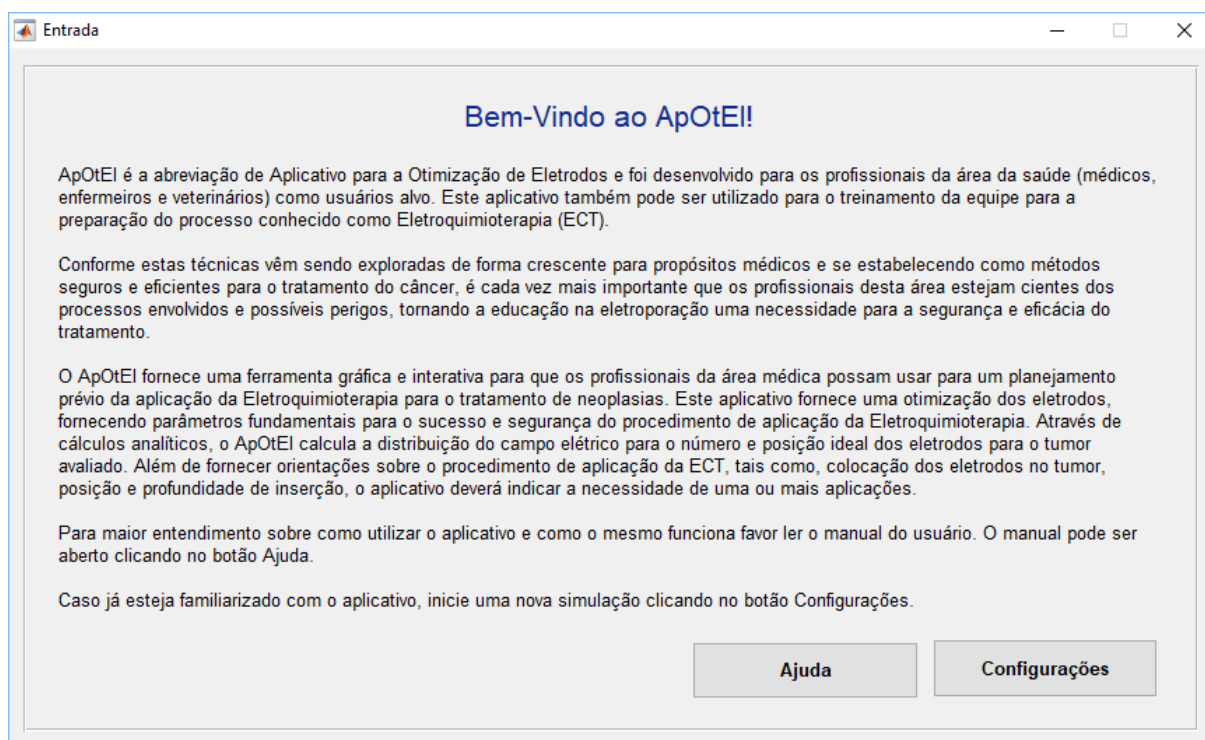 Entrada
Bem-Vindo ao ApOtEl!
ApOtEl é a abreviação de Aplicativo para a Otimização de Eletrodos e foi desenvolvido para os profissionais da área da saúde (médicos,
enfermeiros e veterinários) como usuários alvo. Este aplicativo também pode ser utilizado para o treinamento da equipe para a
preparação do processo conhecido como Eletroquimioterapia (ECT).
Conforme estas técnicas vêm sendo exploradas de forma crescente para propósitos médicos e se estabelecendo como métodos
seguros e eficientes para o tratamento do câncer, é cada vez mais importante que os profissionais desta área estejam cientes dos
processos envolvidos e possíveis perigos, tornando a educação na eletroporação uma necessidade para a segurança e eficácia do
tratamento.
O ApOtEl fornece uma ferramenta gráfica e interativa para que os profissionais da área médica possam usar para um planejamento
prévio da aplicação da Eletroquimioterapia para o tratamento de neoplasias. Este aplicativo fornece uma otimização dos eletrodos,
fornecendo parâmetros fundamentais para o sucesso e segurança do procedimento de aplicação da Eletroquimioterapia. Através de
cálculos analíticos, o ApOtEl calcula a distribuição do campo elétrico para o número e posição ideal dos eletrodos para o tumor
avaliado. Além de fornecer orientações sobre o procedimento de aplicação da ECT, tais como, colocação dos eletrodos no tumor,
posição e profundidade de inserção, o aplicativo deverá indicar a necessidade de uma ou mais aplicações.
Para maior entendimento sobre como utilizar o aplicativo e como o mesmo funciona favor ler o manual do usuário. O manual pode ser
aberto clicando no botão Ajuda.
Caso já esteja familiarizado com o aplicativo, inicie uma nova simulação clicando no botão Configurações.
Ajuda
Configurações